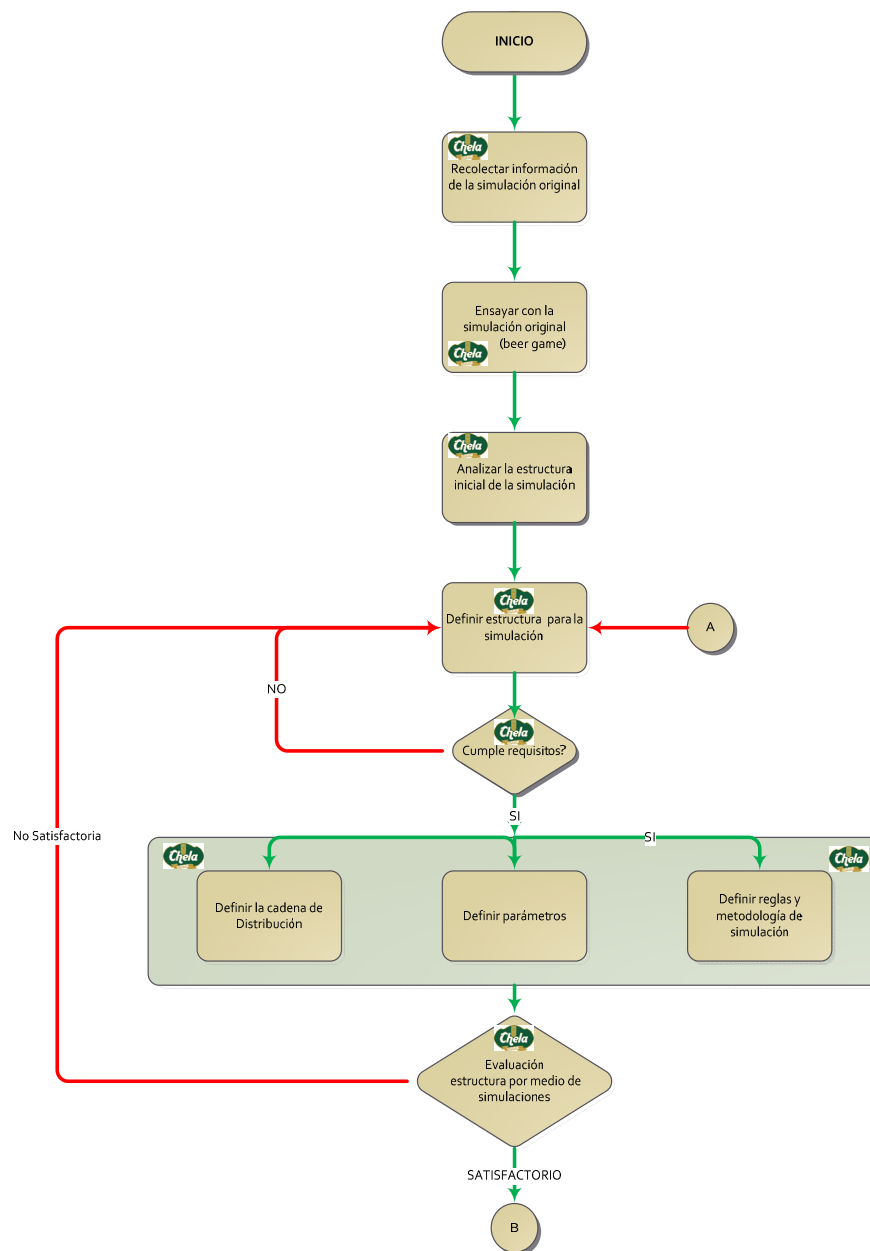 INICIO
Chela
Recolectar información
de la simulación original
Ensayar con la
simulación original
(beer game)
Chela
Chela
Analizar la estructura
inicial de la simulación
Chela
Definir estructura para la
simulación
A
NO
Chela
Cumple requisitos?
SI
SI
No Satisfactoria
Chela
Chela
Definir la cadena de
Distribución
Definir parámetros
Definir reglas y
metodología de
simulación
Chela
Evaluación
estructura por medio de
simulaciones
SATISFACTORIO
B